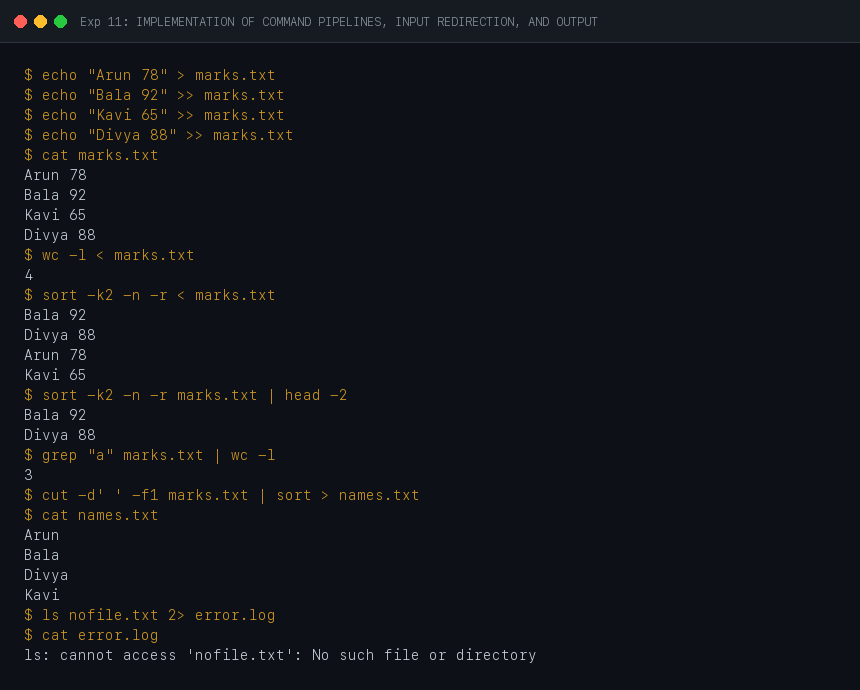 Exp 11: IMPLEMENTATION OF COMMAND PIPELINES, INPUT REDIRECTION, AND OUTPUT
$ echo "Arun 78" > marks.txt
$ echo "Bala 92" >> marks.txt
$ echo "Kavi 65" >> marks.txt
$ echo "Divya 88" >> marks.txt
$ cat marks.txt
Arun 78
Bala 92
Kavi 65
Divya 88
$ wc -l < marks.txt
4
$ sort -k2 -n -r < marks.txt
Bala 92
Divya 88
Arun 78
Kavi 65
$ sort -k2 -n -r marks.txt | head -2
Bala 92
Divya 88
$ grep "a" marks.txt | wc -l
3
$ cut -d' ' -f1 marks.txt | sort > names.txt
$ cat names.txt
Arun
Bala
Divya
Kavi
$ ls nofile.txt 2> error.log
$ cat error.log
ls: cannot access 'nofile.txt': No such file or directory